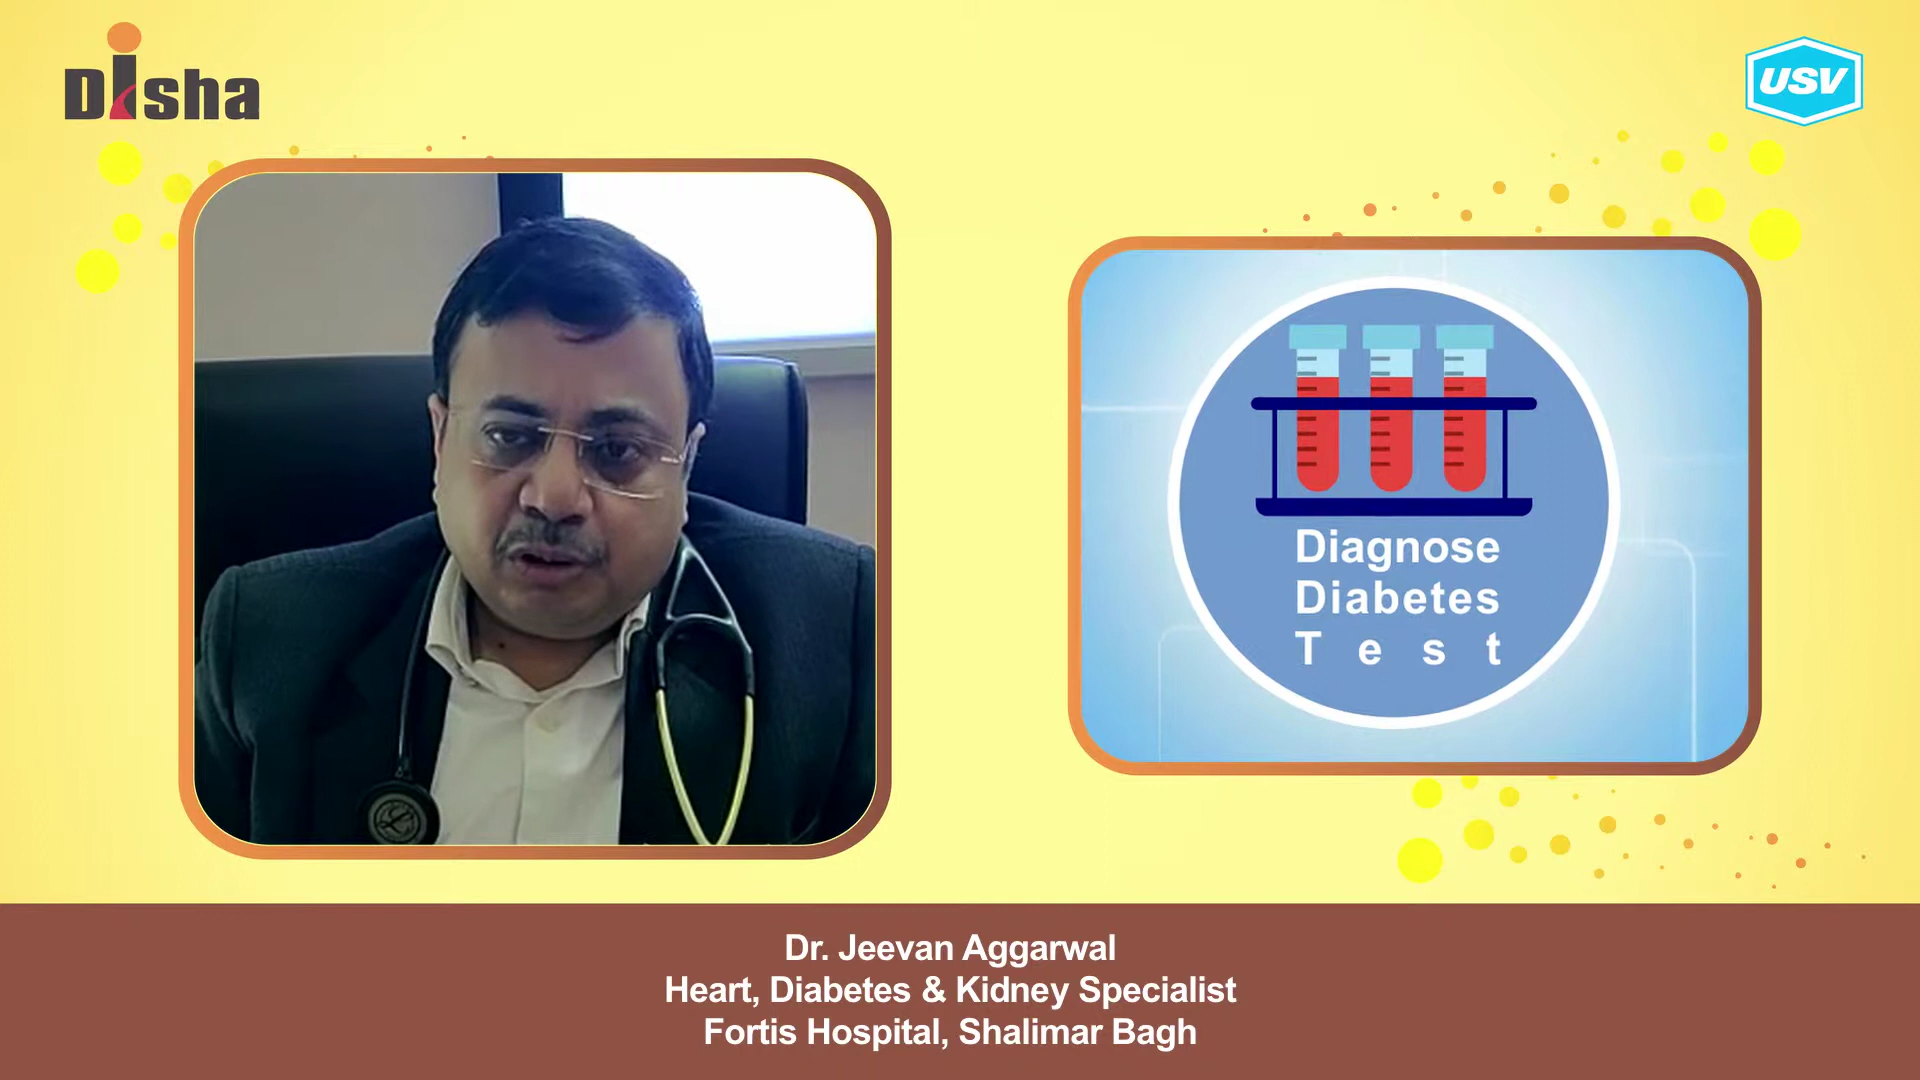 Disha
USV
Diagnose
Diabetes
Test
Dr. Jeevan Aggarwal
Heart, Diabetes & Kidney Specialist
Fortis Hospital, Shalimar Bagh